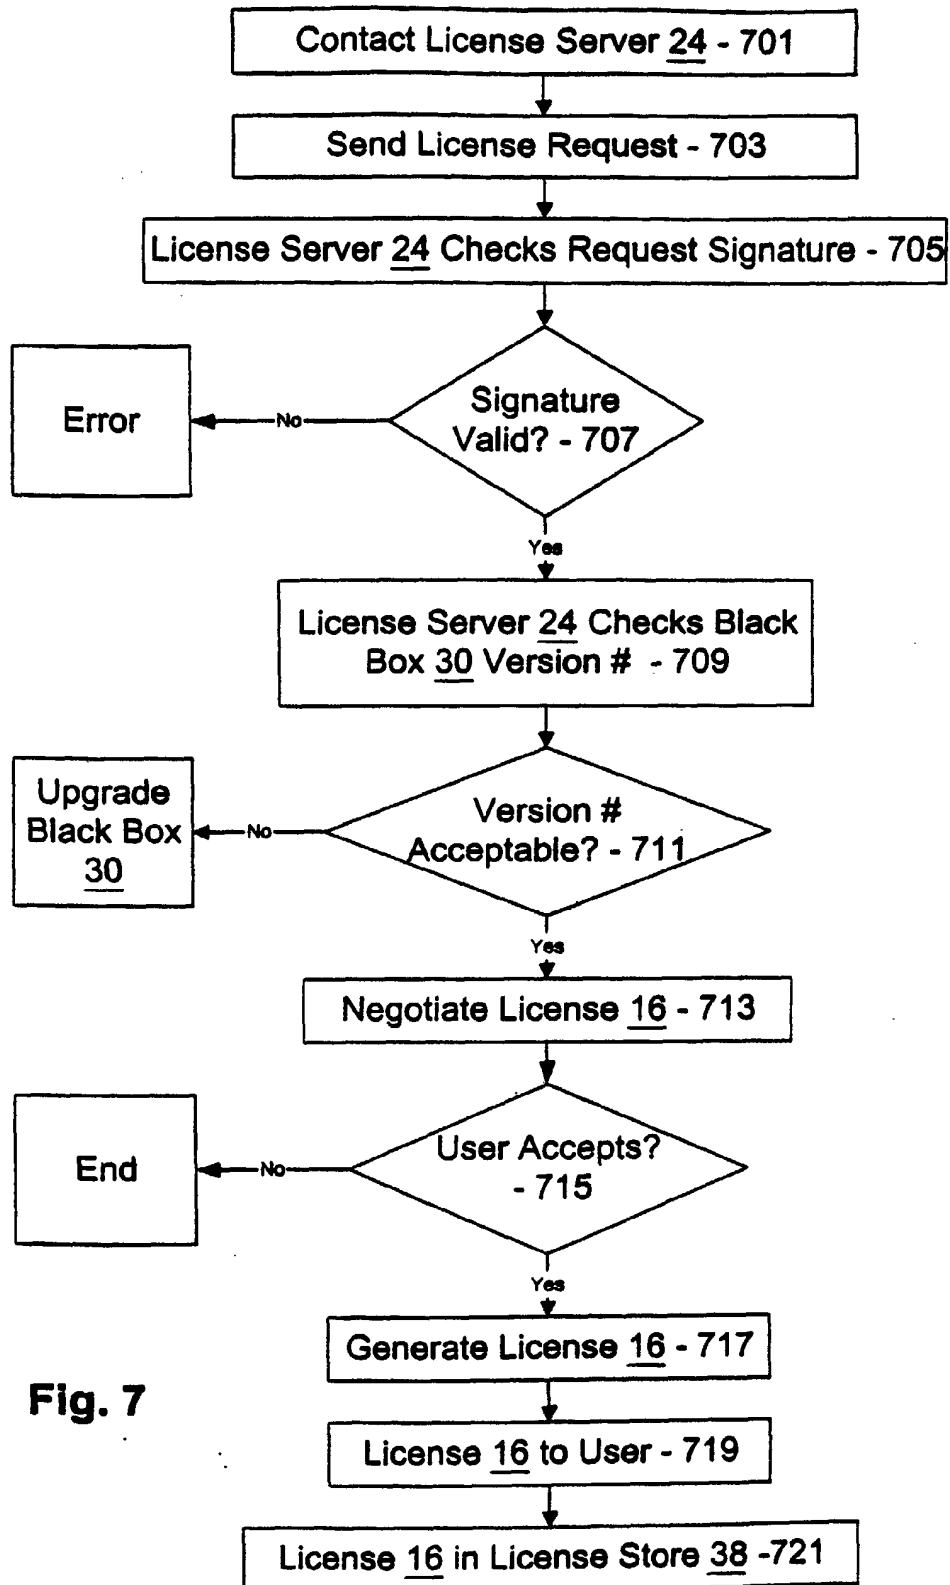 Contact License Server 24 - 701
Send License Request - 703
License Server 24 Checks Request Signature - 705
Signature
Valid? - 707
No
Error
Yes
License Server 24 Checks Black
Box 30 Version # - 709
Version #
Acceptable? - 711
No
Upgrade
Black Box
30
Yes
Negotiate License 16 - 713
User Accepts?
- 715
No
End
Yes
Generate License 16 - 717
License 16 to User - 719
License 16 in License Store 38 -721
Fig. 7